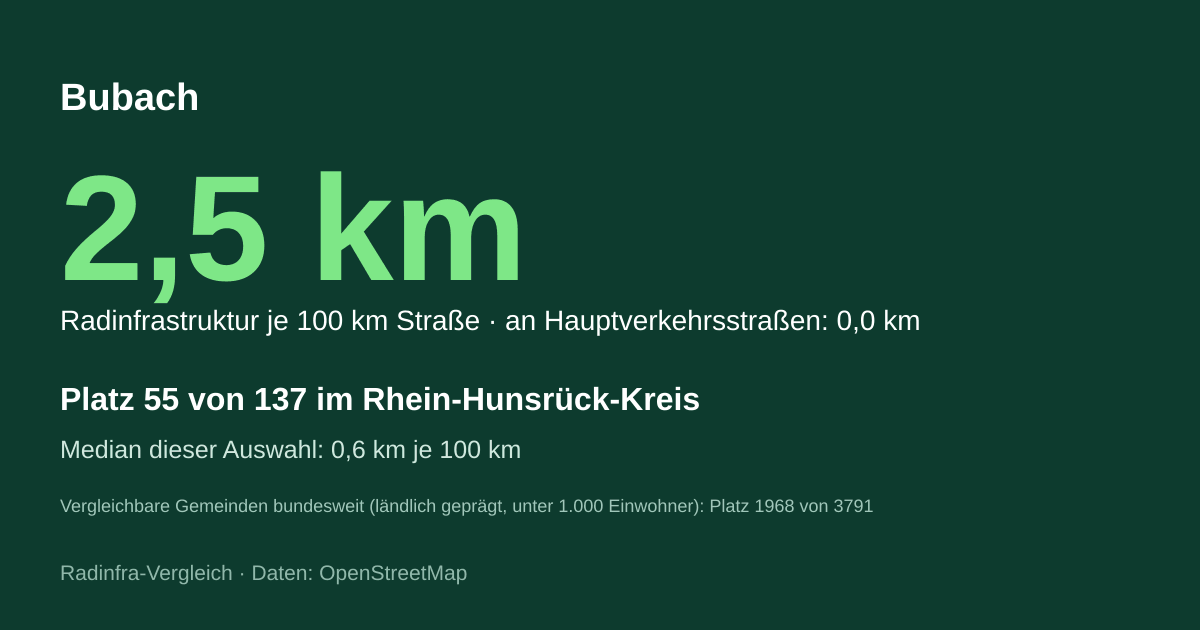 Bubach
2,5 km
Radinfrastruktur je 100 km Straße · an Hauptverkehrsstraßen: 0,0 km
Platz 55 von 137 im Rhein-Hunsrück-Kreis
Median dieser Auswahl: 0,6 km je 100 km
Vergleichbare Gemeinden bundesweit (ländlich geprägt, unter 1.000 Einwohner): Platz 1968 von 3791
Radinfra-Vergleich · Daten: OpenStreetMap